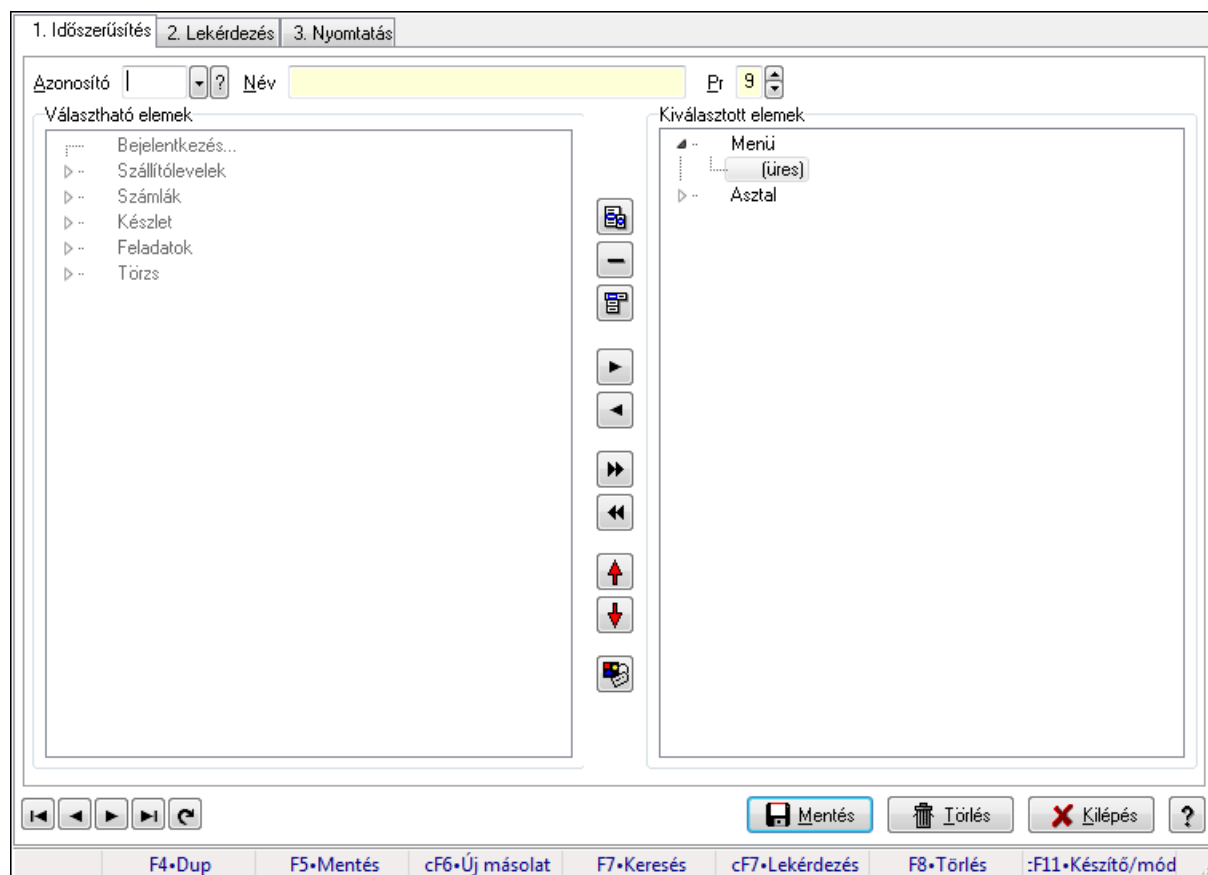 1. Időszerűsítés 2. Lekérdezés 3. Nyomtatás
Azonosító ? Név Pr 9
Választható elemek
Bejelentkezés...
Szállítólevelek
Számlák
Készlet
Feladatok
Törzs
Kiválasztott elemek
Menü
(üres)
Asztal
Mentés Törlés Kilépés ?
F4•Dup F5•Mentés cF6•Új másolat F7•Keresés cF7•Lekérdezés F8•Törlés :F11•Készítő/mód